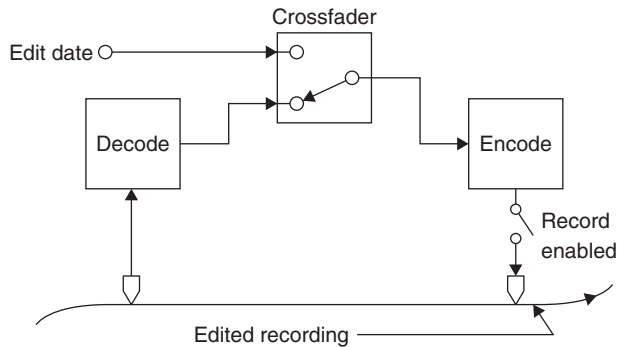 Crossfader
Edit date
Decode
Encode
Record
enabled
Edited recording